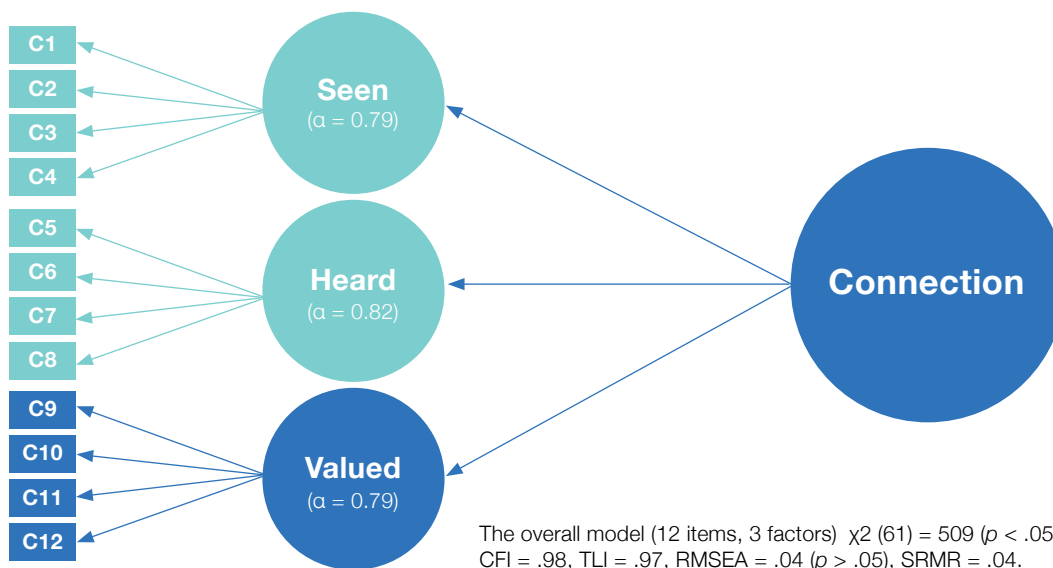 C1
C2
C3
C4
Seen
(α = 0.79)
C5
C6
C7
C8
Heard
(α = 0.82)
Connection
C9
C10
C11
C12
Valued
(α = 0.79)
The overall model (12 items, 3 factors) χ2 (61) = 509 (p < .05
CFI = .98, TLI = .97, RMSEA = .04 (p > .05), SRMR = .04.